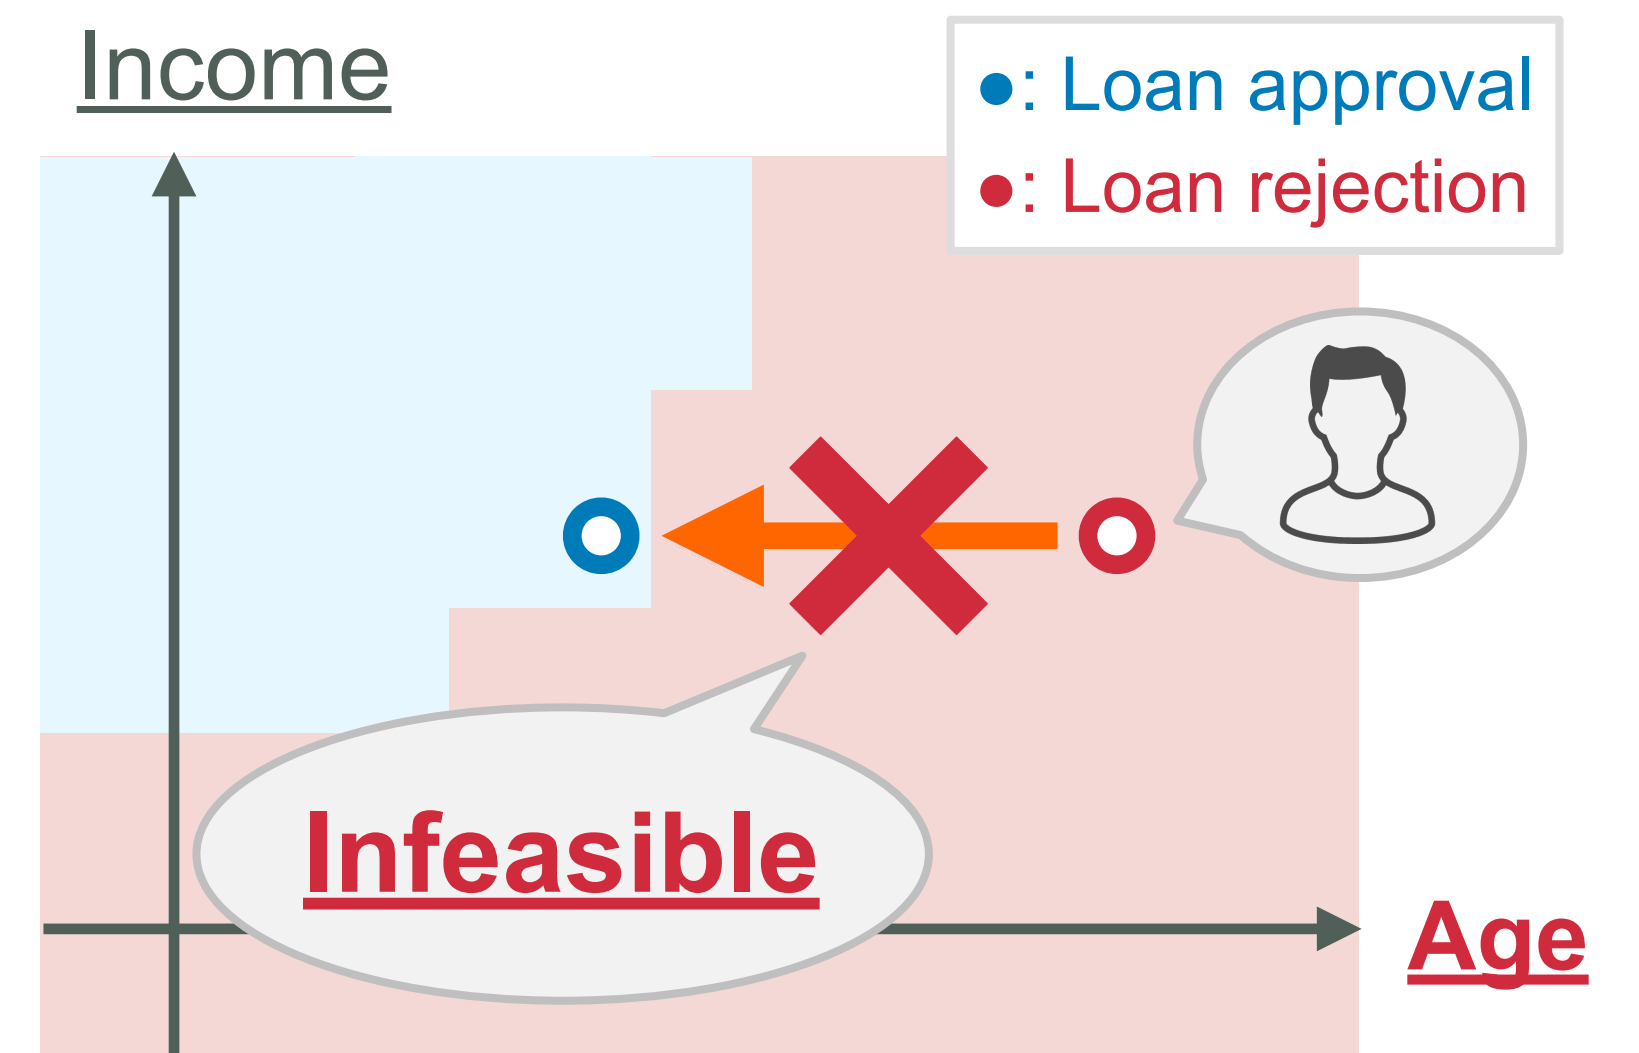 Income
●: Loan approval
●: Loan rejection
Infeasible
Age